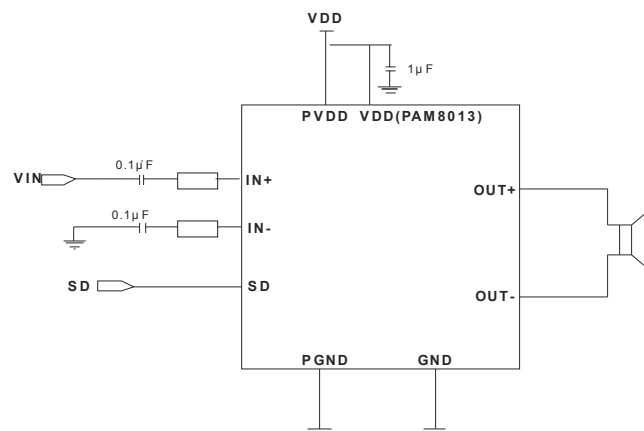 VDD
1µF
PVDD VDD(PAM8013)
0.1µF
VIN
IN+
OUT+
0.1µF
IN-
SD
SD
OUT-
PGND GND